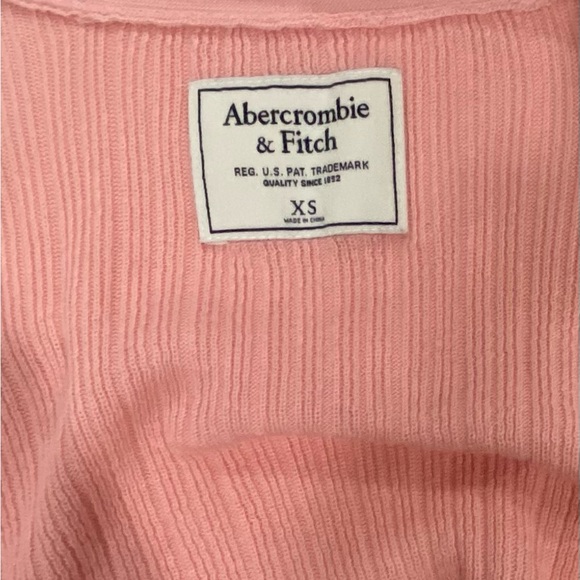 Abercrombie
& Fitch
REG. U.S. PAT. TRADEMARK
QUALITY SINCE 1892
XS
MADE IN CHINA